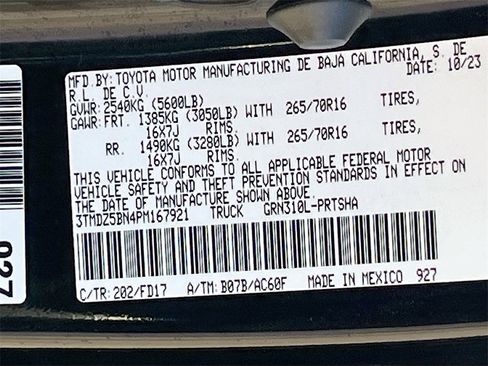 MFD.BY: TOYOTA MOTOR MANUFACTURING DE BAJA CALIFORNIA, S. DE
R.L. DE C.V. DATE: 10/23
GVWR: 2540KG (5600LB)
GAWR: FRT. 1385KG (3050LB) WITH 265/70R16 TIRES,
16X7J RIMS.
RR. 1490KG (3280LB) WITH 265/70R16 TIRES,
16X7J RIMS.
THIS VEHICLE CONFORMS TO ALL APPLICABLE FEDERAL MOTOR
VEHICLE SAFETY AND THEFT PREVENTION STANDARDS IN EFFECT ON
THE DATE OF MANUFACTURE SHOWN ABOVE.
3TMDZ5BN4PM167921 TRUCK GRN310L-PRTSHA
C/TR: 202/FD17 A/TM: B07B/AC60F MADE IN MEXICO 927
927